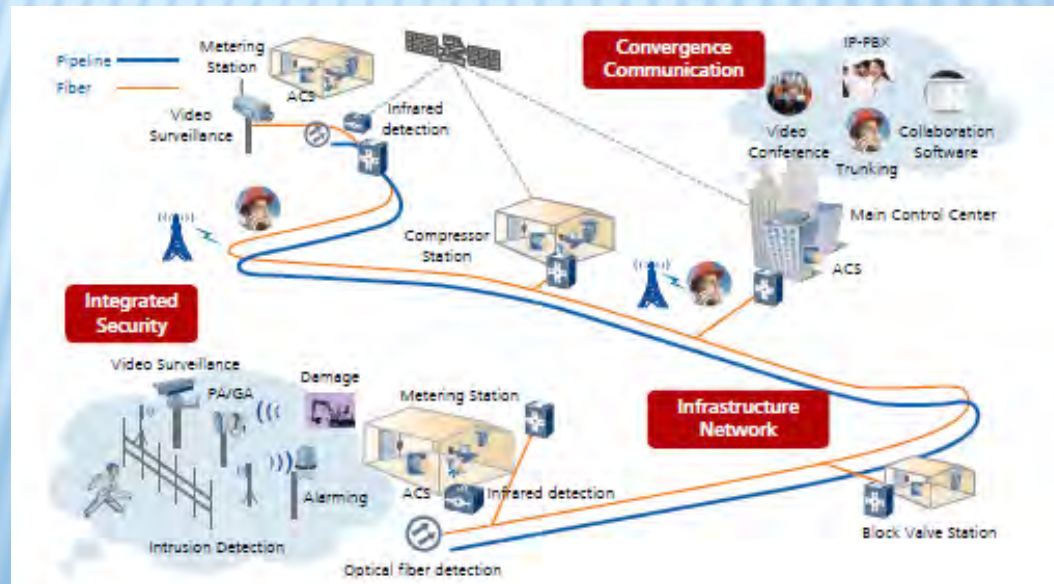 Pipeline
Fiber
Metering
Station
ACS
Video
Surveillance
Infrared
detection
Convergence
Communication
IP-PBX
Video
Conference
Trunking
Collaboration
Software
Main Control Center
ACS
Compressor
Station
Integrated
Security
Video Surveillance
PA/GA
Damage
Alarming
Intrusion Detection
Metering Station
ACS
Infrared detection
Optical fiber detection
Infrastructure
Network
Block Valve Station